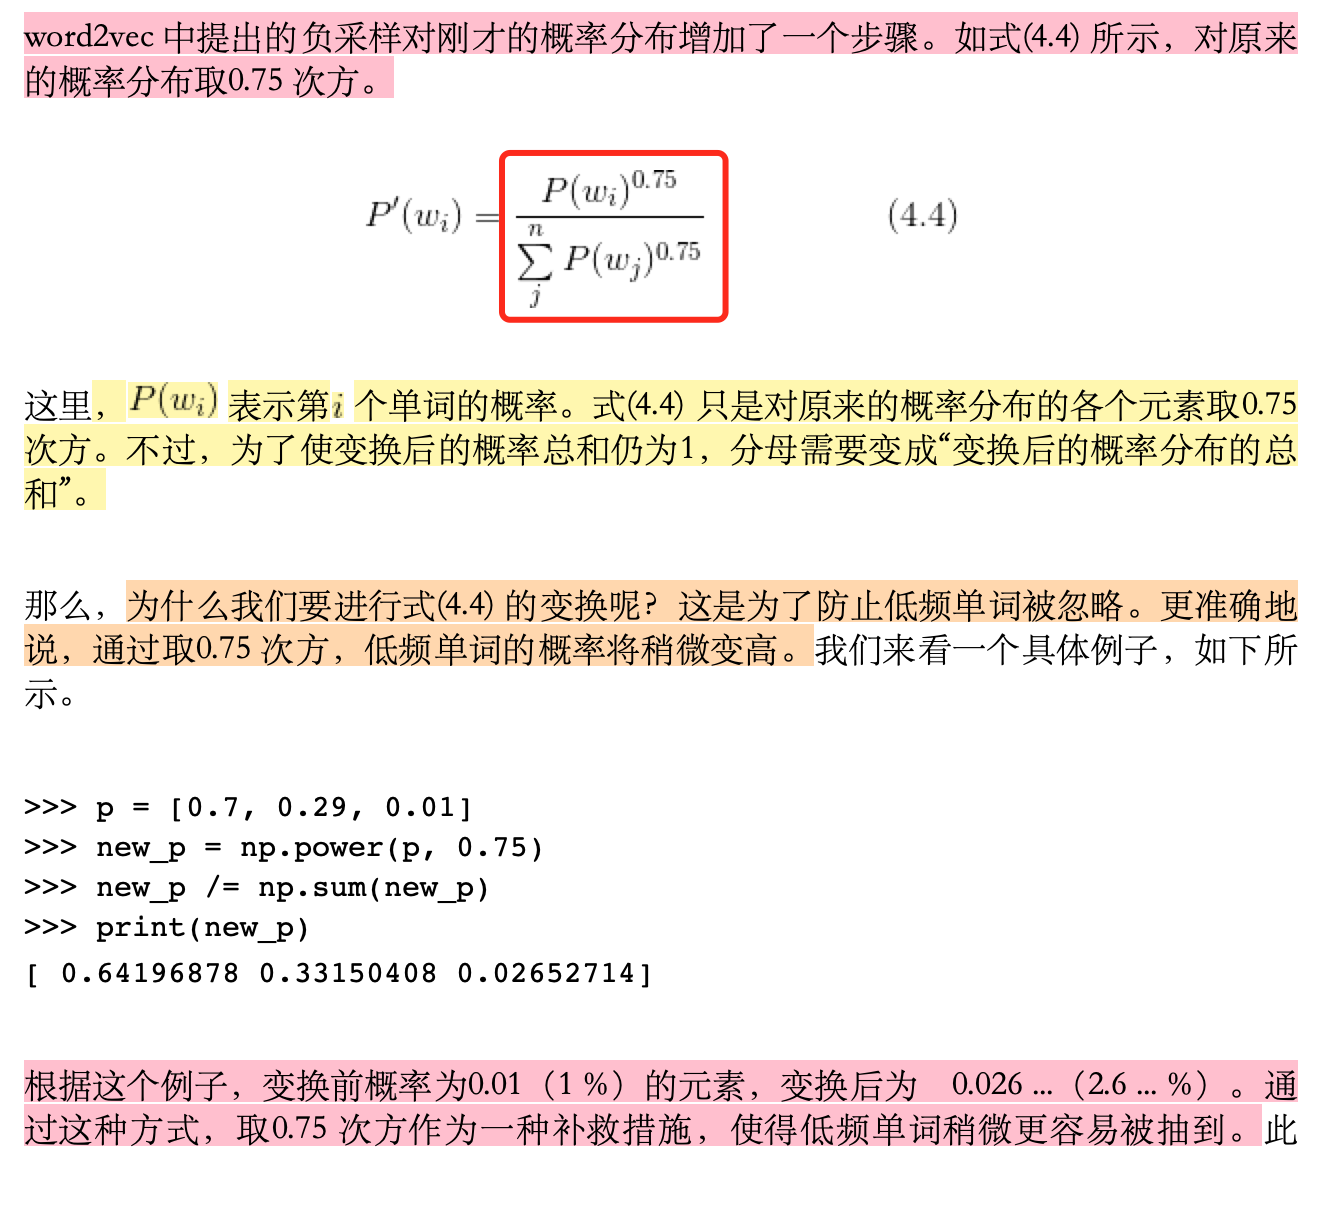 word2vec 中提出的负采样对刚才的概率分布增加了一个步骤。如式(4.4) 所示，对原来
的概率分布取0.75 次方。
P′(wᵢ) = P(wᵢ)^0.75 / ∑ⱼⁿ P(wⱼ)^0.75 (4.4)
这里，P(wᵢ) 表示第i 个单词的概率。式(4.4) 只是对原来的概率分布的各个元素取0.75
次方。不过，为了使变换后的概率总和仍为1，分母需要变成“变换后的概率分布的总
和”。
那么，为什么我们要进行式(4.4) 的变换呢？这是为了防止低频单词被忽略。更准确地
说，通过取0.75 次方，低频单词的概率将稍微变高。我们来看一个具体例子，如下所
示。
>>> p = [0.7, 0.29, 0.01]
>>> new_p = np.power(p, 0.75)
>>> new_p /= np.sum(new_p)
>>> print(new_p)
[ 0.64196878 0.33150408 0.02652714]
根据这个例子，变换前概率为0.01（1 %）的元素，变换后为 0.026 ...（2.6 ... %）。通
过这种方式，取0.75 次方作为一种补救措施，使得低频单词稍微更容易被抽到。此